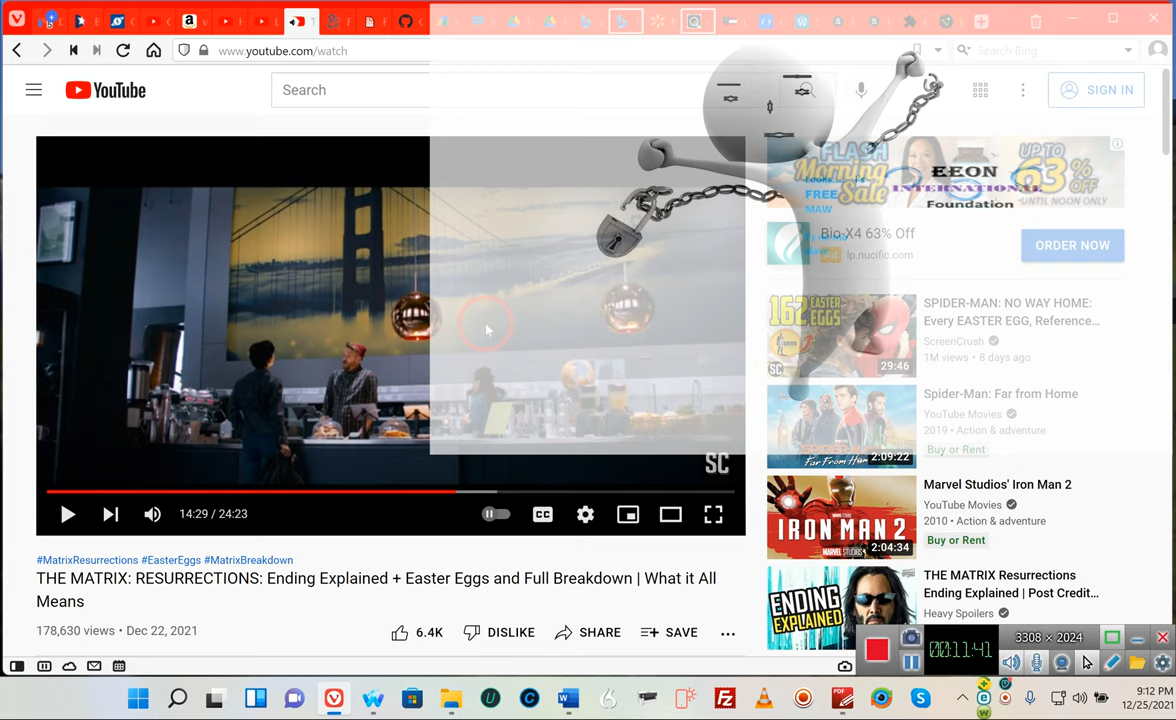 www.youtube.com/watch
Search Bing
YouTube
Search
SIGN IN
FLASH
Morning
Sale
UP TO
63%
OFF
*UNTIL NOON ONLY
EEON
INTERNATIONAL
Foundation
FREE
MAW
Bio-X4 63% Off
Ad
lp.nucific.com
ORDER NOW
162 EASTER
EGGS
SC
29:46
SPIDER-MAN: NO WAY HOME:
Every EASTER EGG, Reference...
ScreenCrush
1M views • 8 days ago
2:09:22
Spider-Man: Far from Home
YouTube Movies
2019 • Action & adventure
Buy or Rent
IRON MAN 2
2:04:34
Marvel Studios' Iron Man 2
YouTube Movies
2010 • Action & adventure
Buy or Rent
ENDING
EXPLAINED
THE MATRIX Resurrections
Ending Explained | Post Credit...
Heavy Spoilers
SC
14:29 / 24:23
CC
#MatrixResurrections #EasterEggs #MatrixBreakdown
THE MATRIX: RESURRECTIONS: Ending Explained + Easter Eggs and Full Breakdown | What it All
Means
178,630 views • Dec 22, 2021
6.4K
DISLIKE
SHARE
SAVE
00:11:41
3308 × 2024
9:12 PM